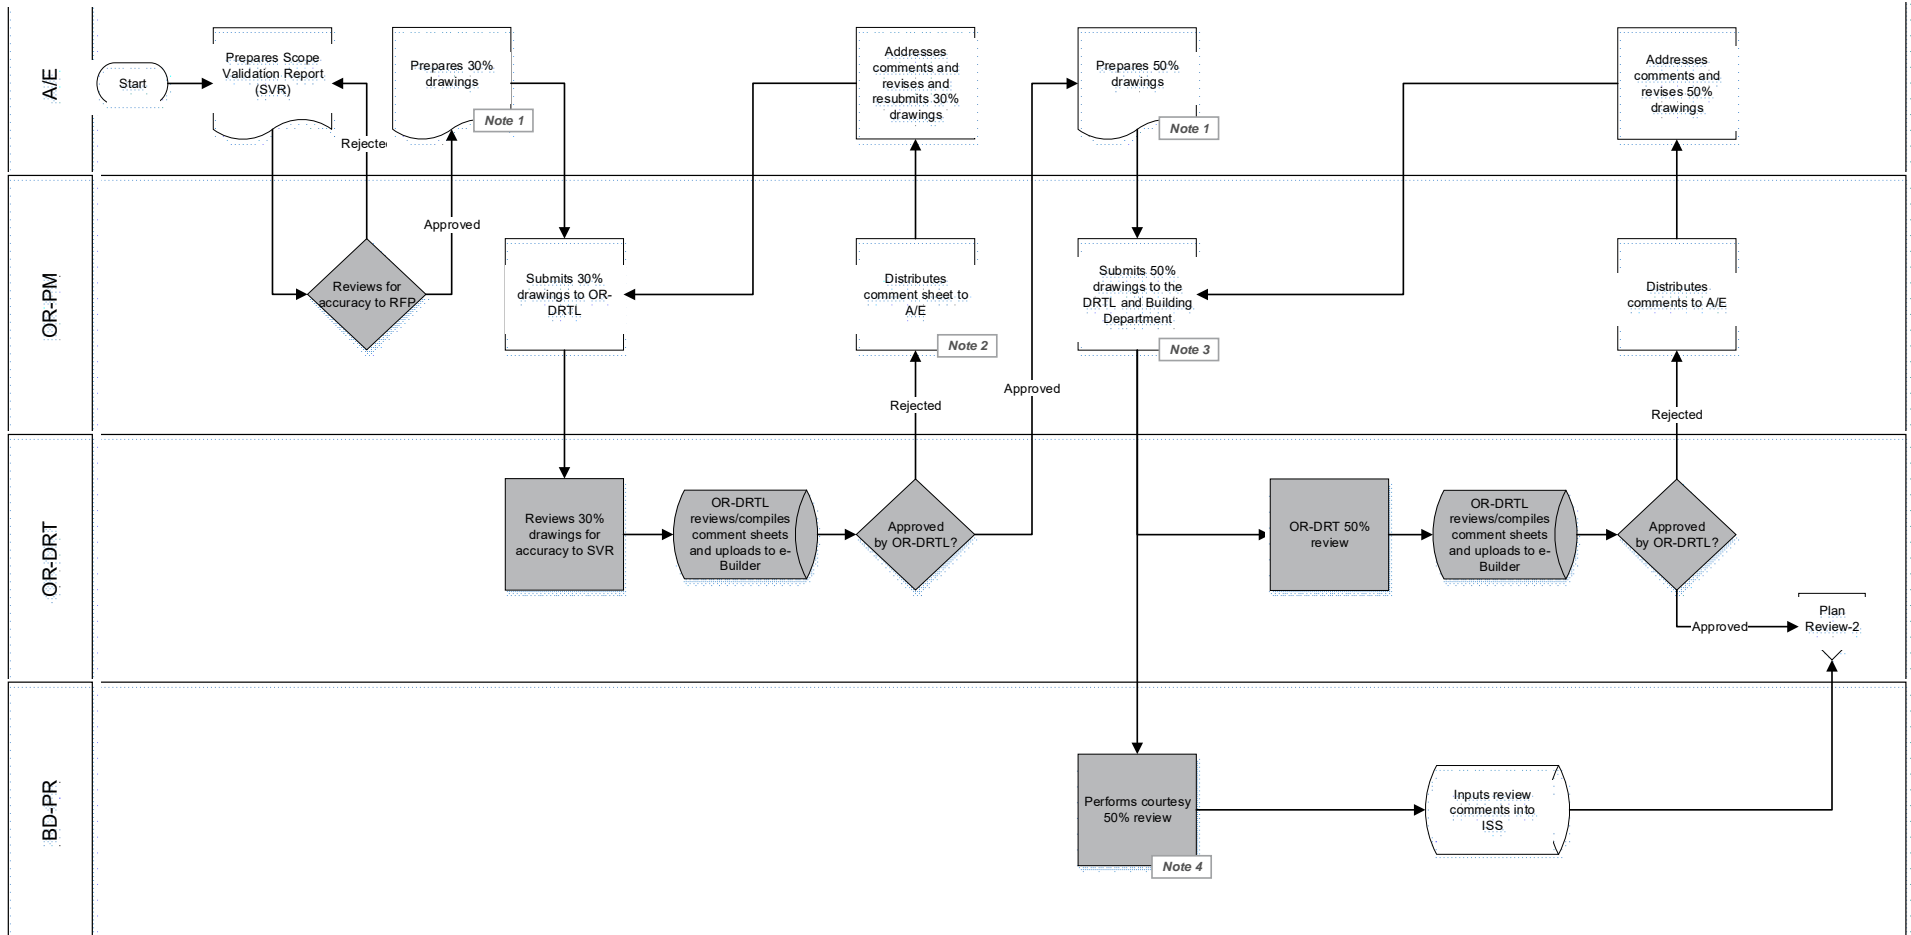 A/E
Start
Prepares Scope
Validation Report
(SVR)
Rejected
Prepares 30%
drawings
Note 1
Addresses
comments and
revises and
resubmits 30%
drawings
Prepares 50%
drawings
Note 1
Addresses
comments and
revises 50%
drawings
OR-PM
Reviews for
accuracy to RFP
Approved
Submits 30%
drawings to OR-
DRTL
Distributes
comment sheet to
A/E
Note 2
Rejected
Approved
Submits 50%
drawings to the
DRTL and Building
Department
Note 3
Distributes
comments to A/E
Rejected
OR-DRT
Reviews 30%
drawings for
accuracy to SVR
OR-DRTL
reviews/compiles
comment sheets
and uploads to e-
Builder
Approved
by OR-DRTL?
OR-DRT 50%
review
OR-DRTL
reviews/compiles
comment sheets
and uploads to e-
Builder
Approved
by OR-DRTL?
Approved
Plan
Review-2
BD-PR
Performs courtesy
50% review
Note 4
Inputs review
comments into
ISS